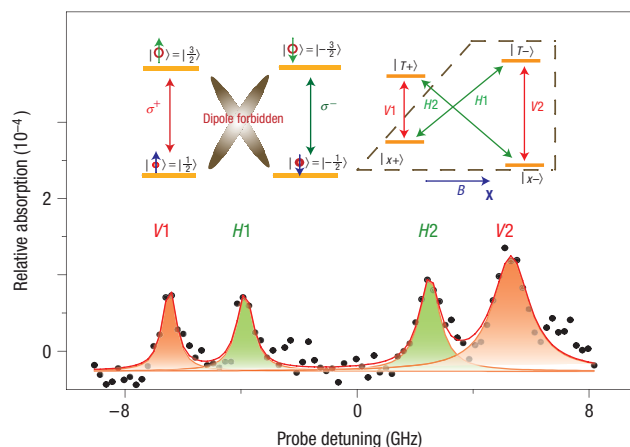 |⟩ = |3/2⟩
|⟩ = |−3/2⟩
σ+
Dipole forbidden
σ−
|⟩ = |1/2⟩
|⟩ = |−1/2⟩
|T+⟩
|T−⟩
V1
H2
H1
V2
|x+⟩
|x−⟩
B
X
Relative absorption (10⁻⁴)
2
0
V1
H1
H2
V2
−8
0
8
Probe detuning (GHz)